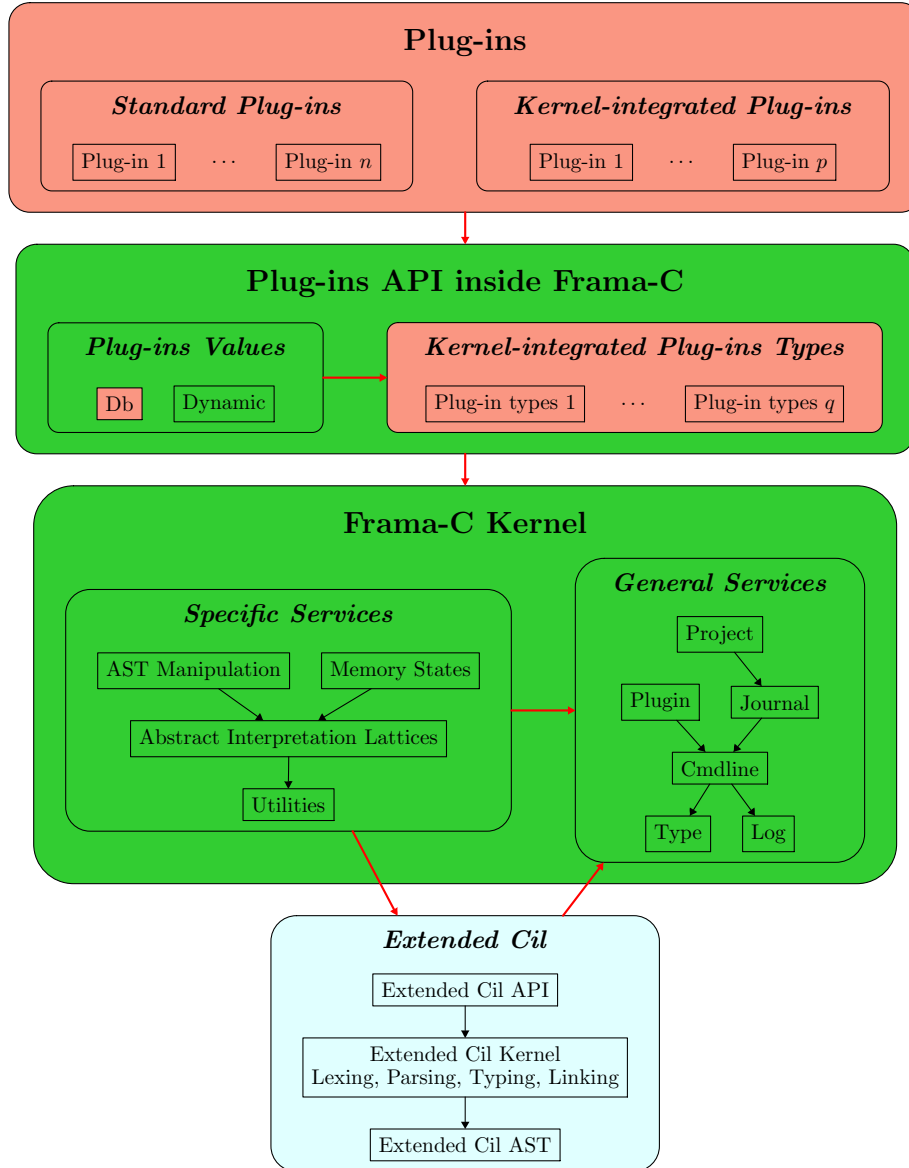 Plug-ins
Standard Plug-ins
Plug-in 1 ... Plug-in n
Kernel-integrated Plug-ins
Plug-in 1 ... Plug-in p
Plug-ins API inside Frama-C
Plug-ins Values
Db Dynamic
Kernel-integrated Plug-ins Types
Plug-in types 1 ... Plug-in types q
Frama-C Kernel
Specific Services
AST Manipulation Memory States
Abstract Interpretation Lattices
Utilities
General Services
Project
Plugin Journal
Cmdline
Type Log
Extended Cil
Extended Cil API
Extended Cil Kernel
Lexing, Parsing, Typing, Linking
Extended Cil AST